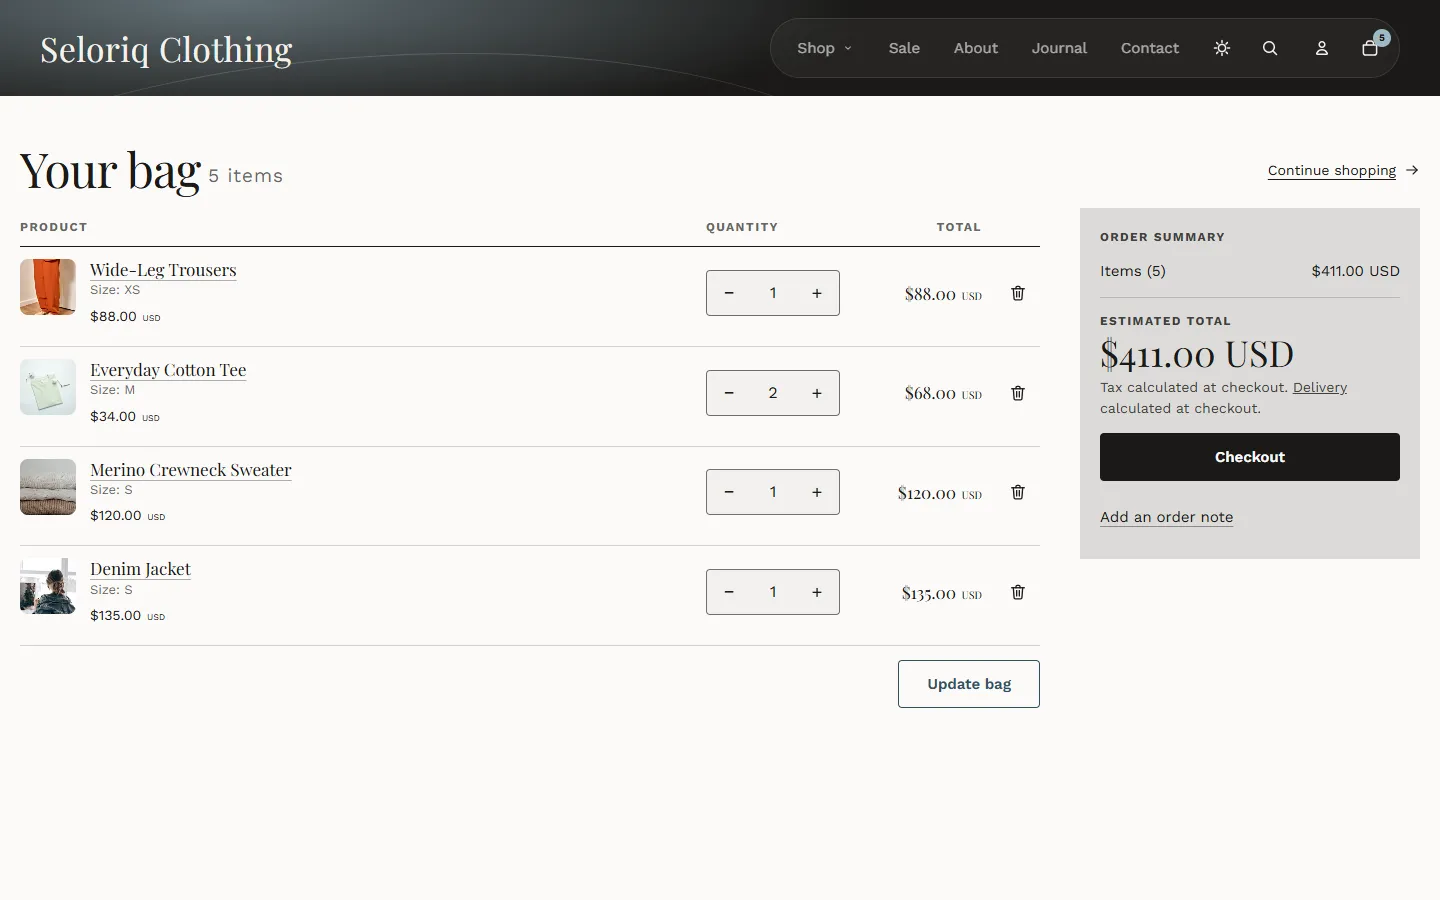 Seloriq Clothing
Shop
Sale
About
Journal
Contact
5
Your bag 5 items
Continue shopping
PRODUCT
QUANTITY
TOTAL
Wide-Leg Trousers
Size: XS
$88.00 USD
1
$88.00 USD
Everyday Cotton Tee
Size: M
$34.00 USD
2
$68.00 USD
Merino Crewneck Sweater
Size: S
$120.00 USD
1
$120.00 USD
Denim Jacket
Size: S
$135.00 USD
1
$135.00 USD
Update bag
ORDER SUMMARY
Items (5) $411.00 USD
ESTIMATED TOTAL
$411.00 USD
Tax calculated at checkout. Delivery
calculated at checkout.
Checkout
Add an order note